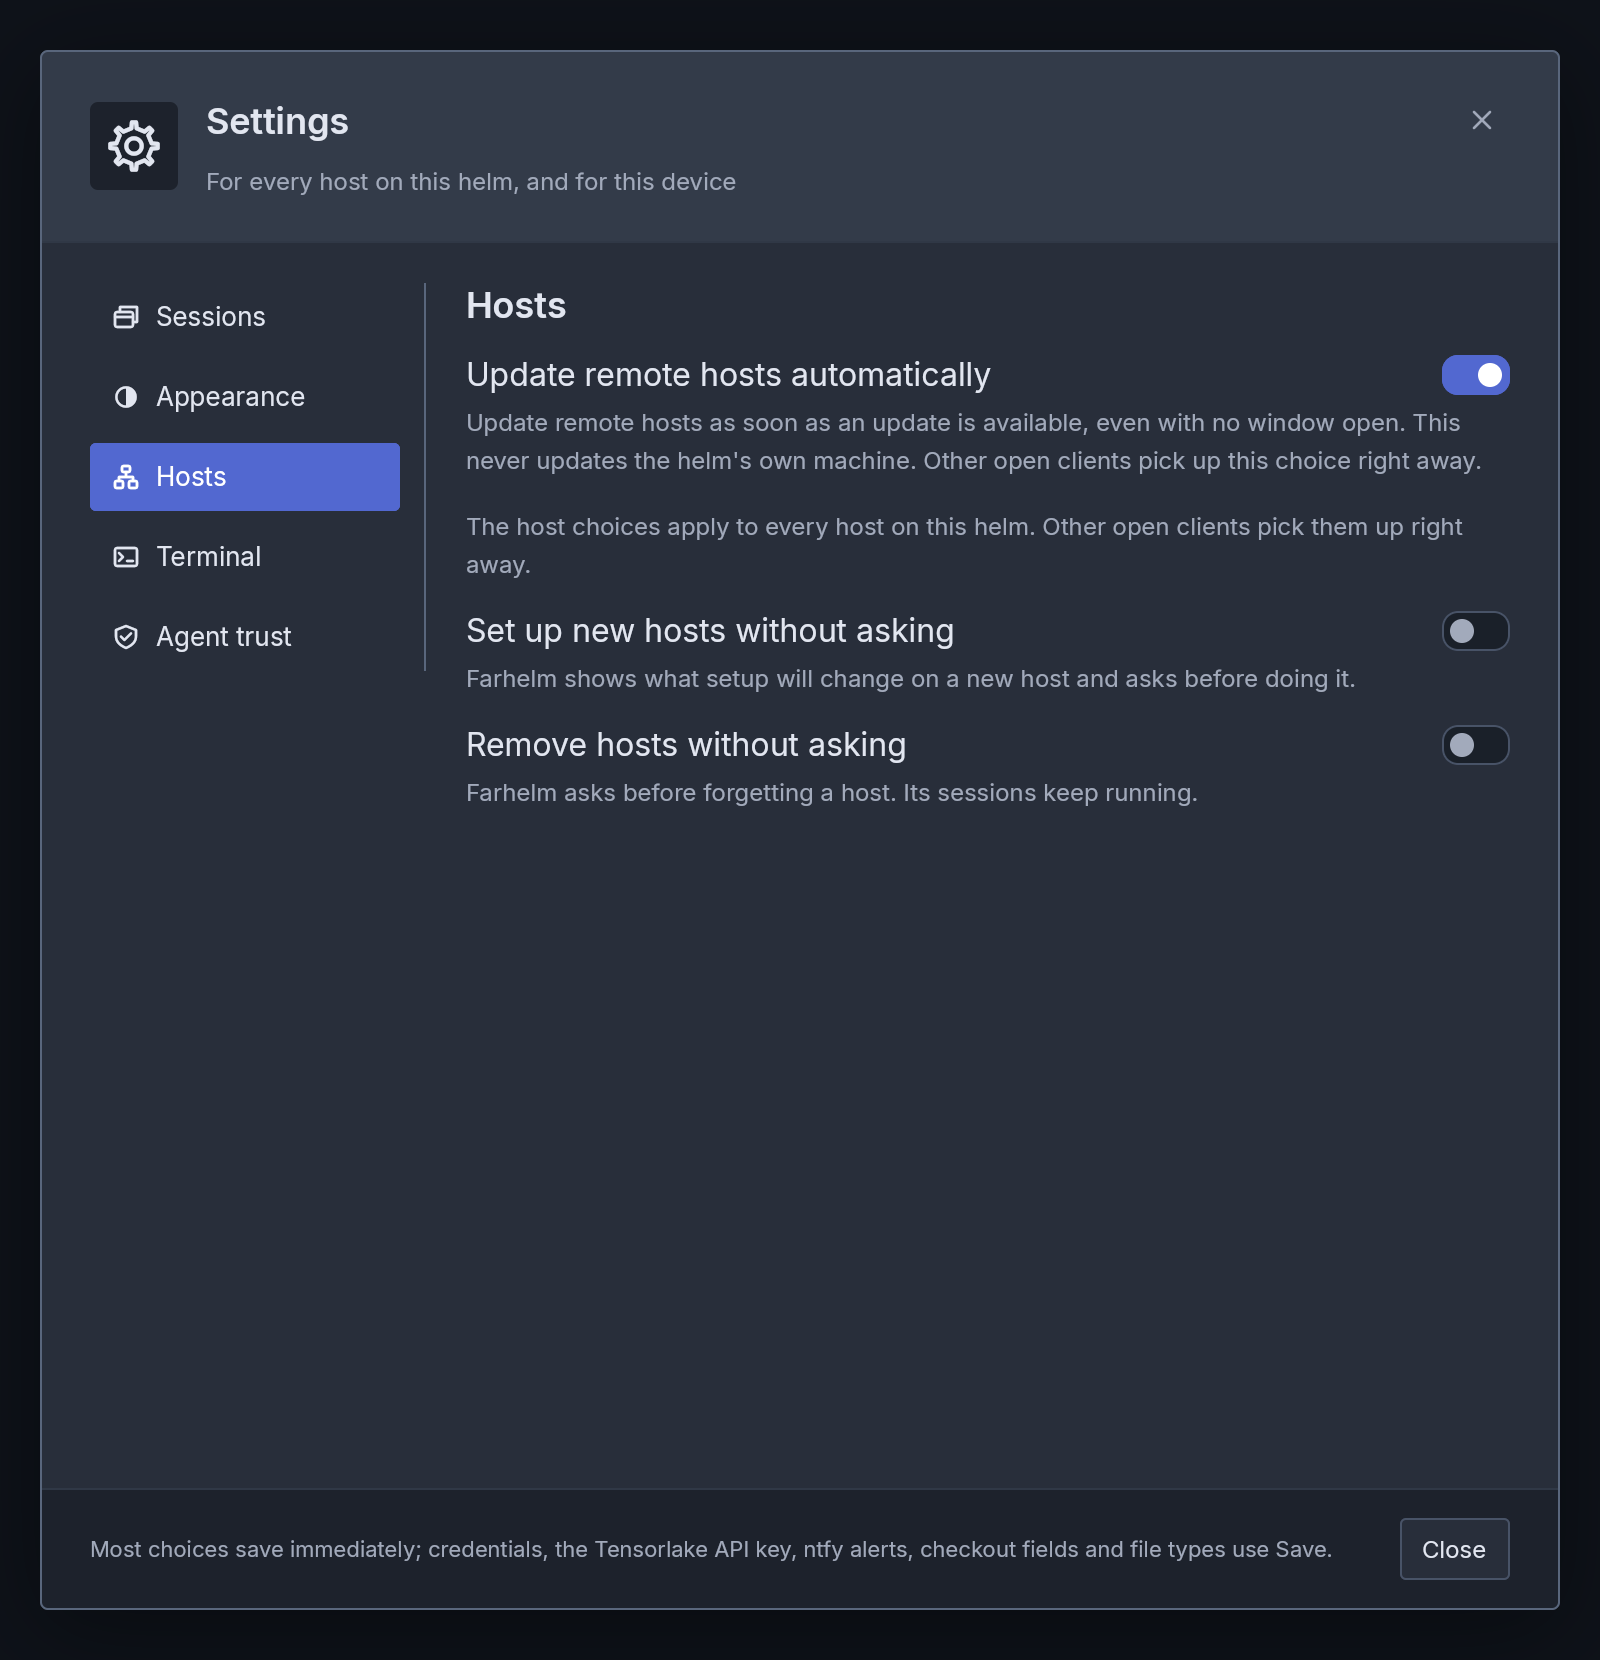 Settings
For every host on this helm, and for this device
Sessions
Appearance
Hosts
Terminal
Agent trust
Hosts
Update remote hosts automatically
Update remote hosts as soon as an update is available, even with no window open. This
never updates the helm's own machine. Other open clients pick up this choice right away.
The host choices apply to every host on this helm. Other open clients pick them up right
away.
Set up new hosts without asking
Farhelm shows what setup will change on a new host and asks before doing it.
Remove hosts without asking
Farhelm asks before forgetting a host. Its sessions keep running.
Most choices save immediately; credentials, the Tensorlake API key, ntfy alerts, checkout fields and file types use Save.
Close